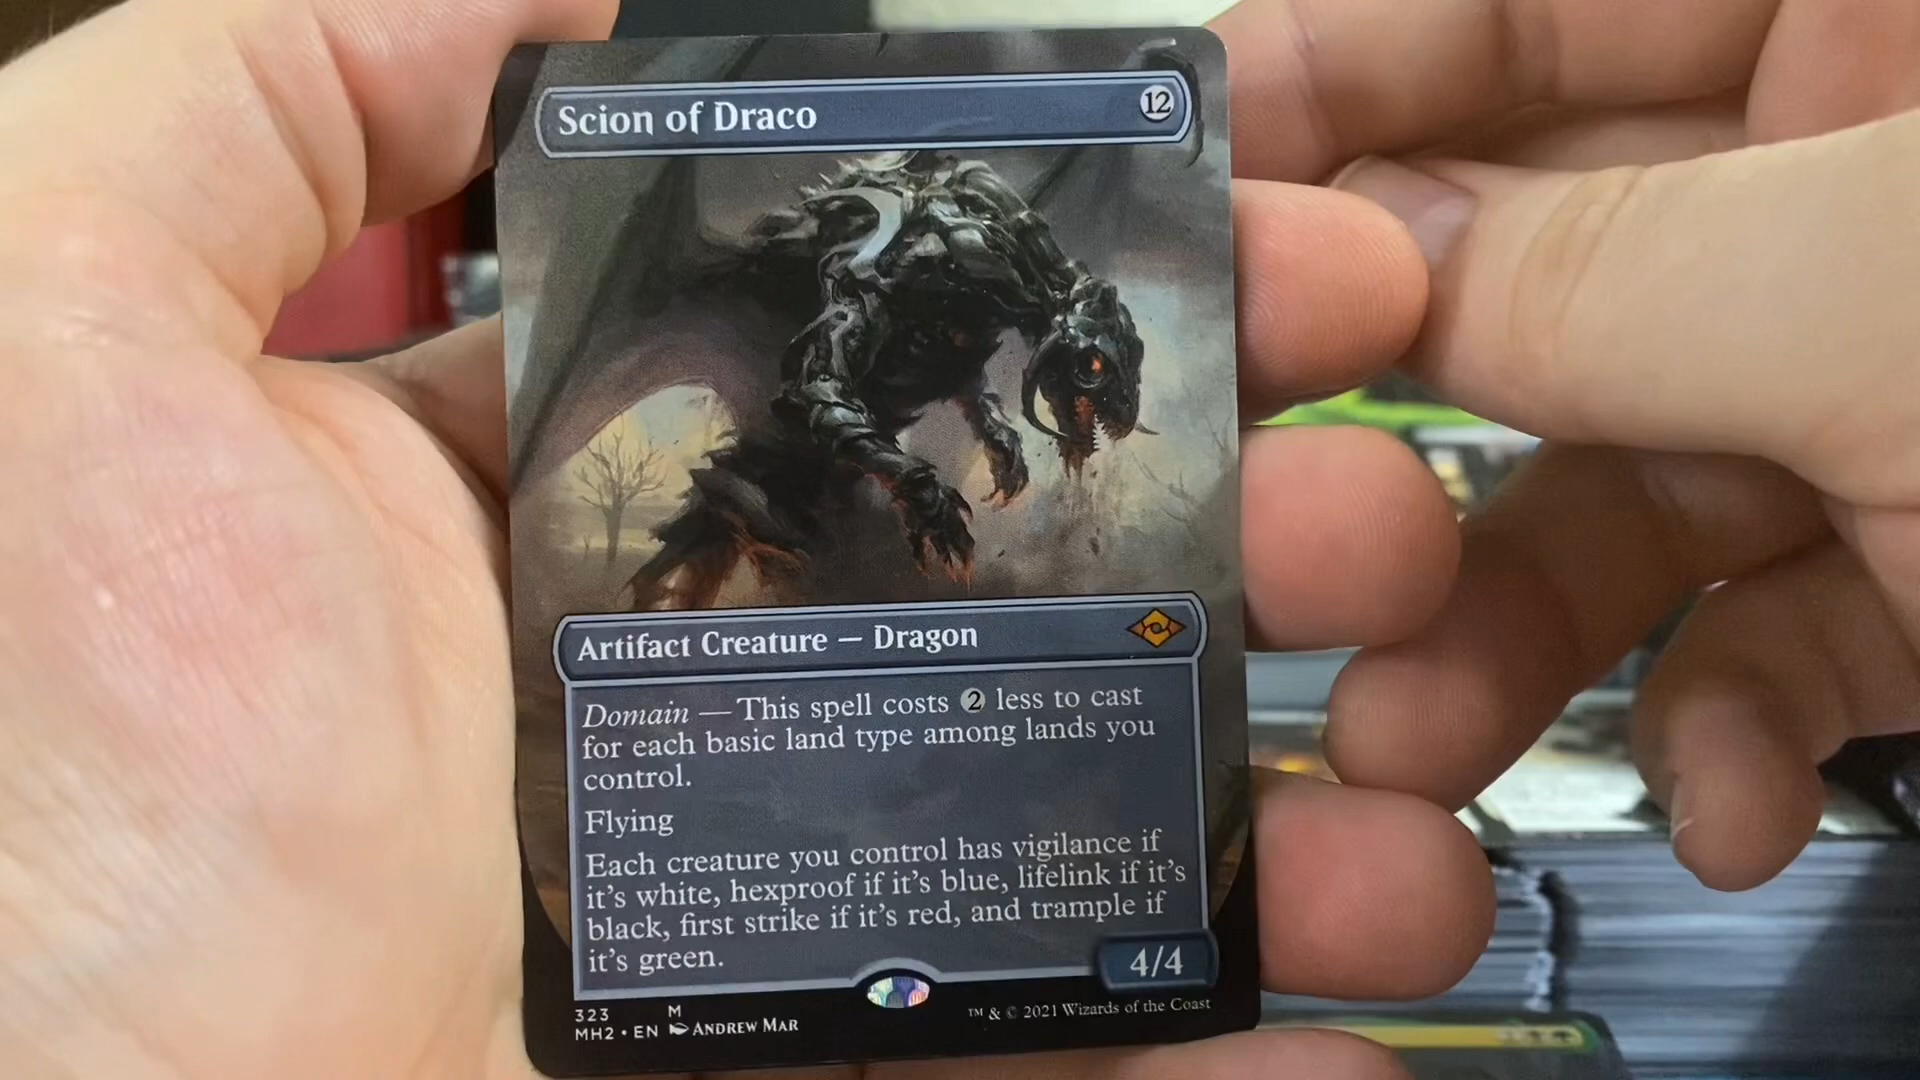 Scion of Draco 12
Artifact Creature — Dragon
Domain — This spell costs 2 less to cast
for each basic land type among lands you
control.
Flying
Each creature you control has vigilance if
it's white, hexproof if it's blue, lifelink if it's
black, first strike if it's red, and trample if
it's green.
4/4
323 M
MH2 • EN ANDREW MAR
™ & © 2021 Wizards of the Coast